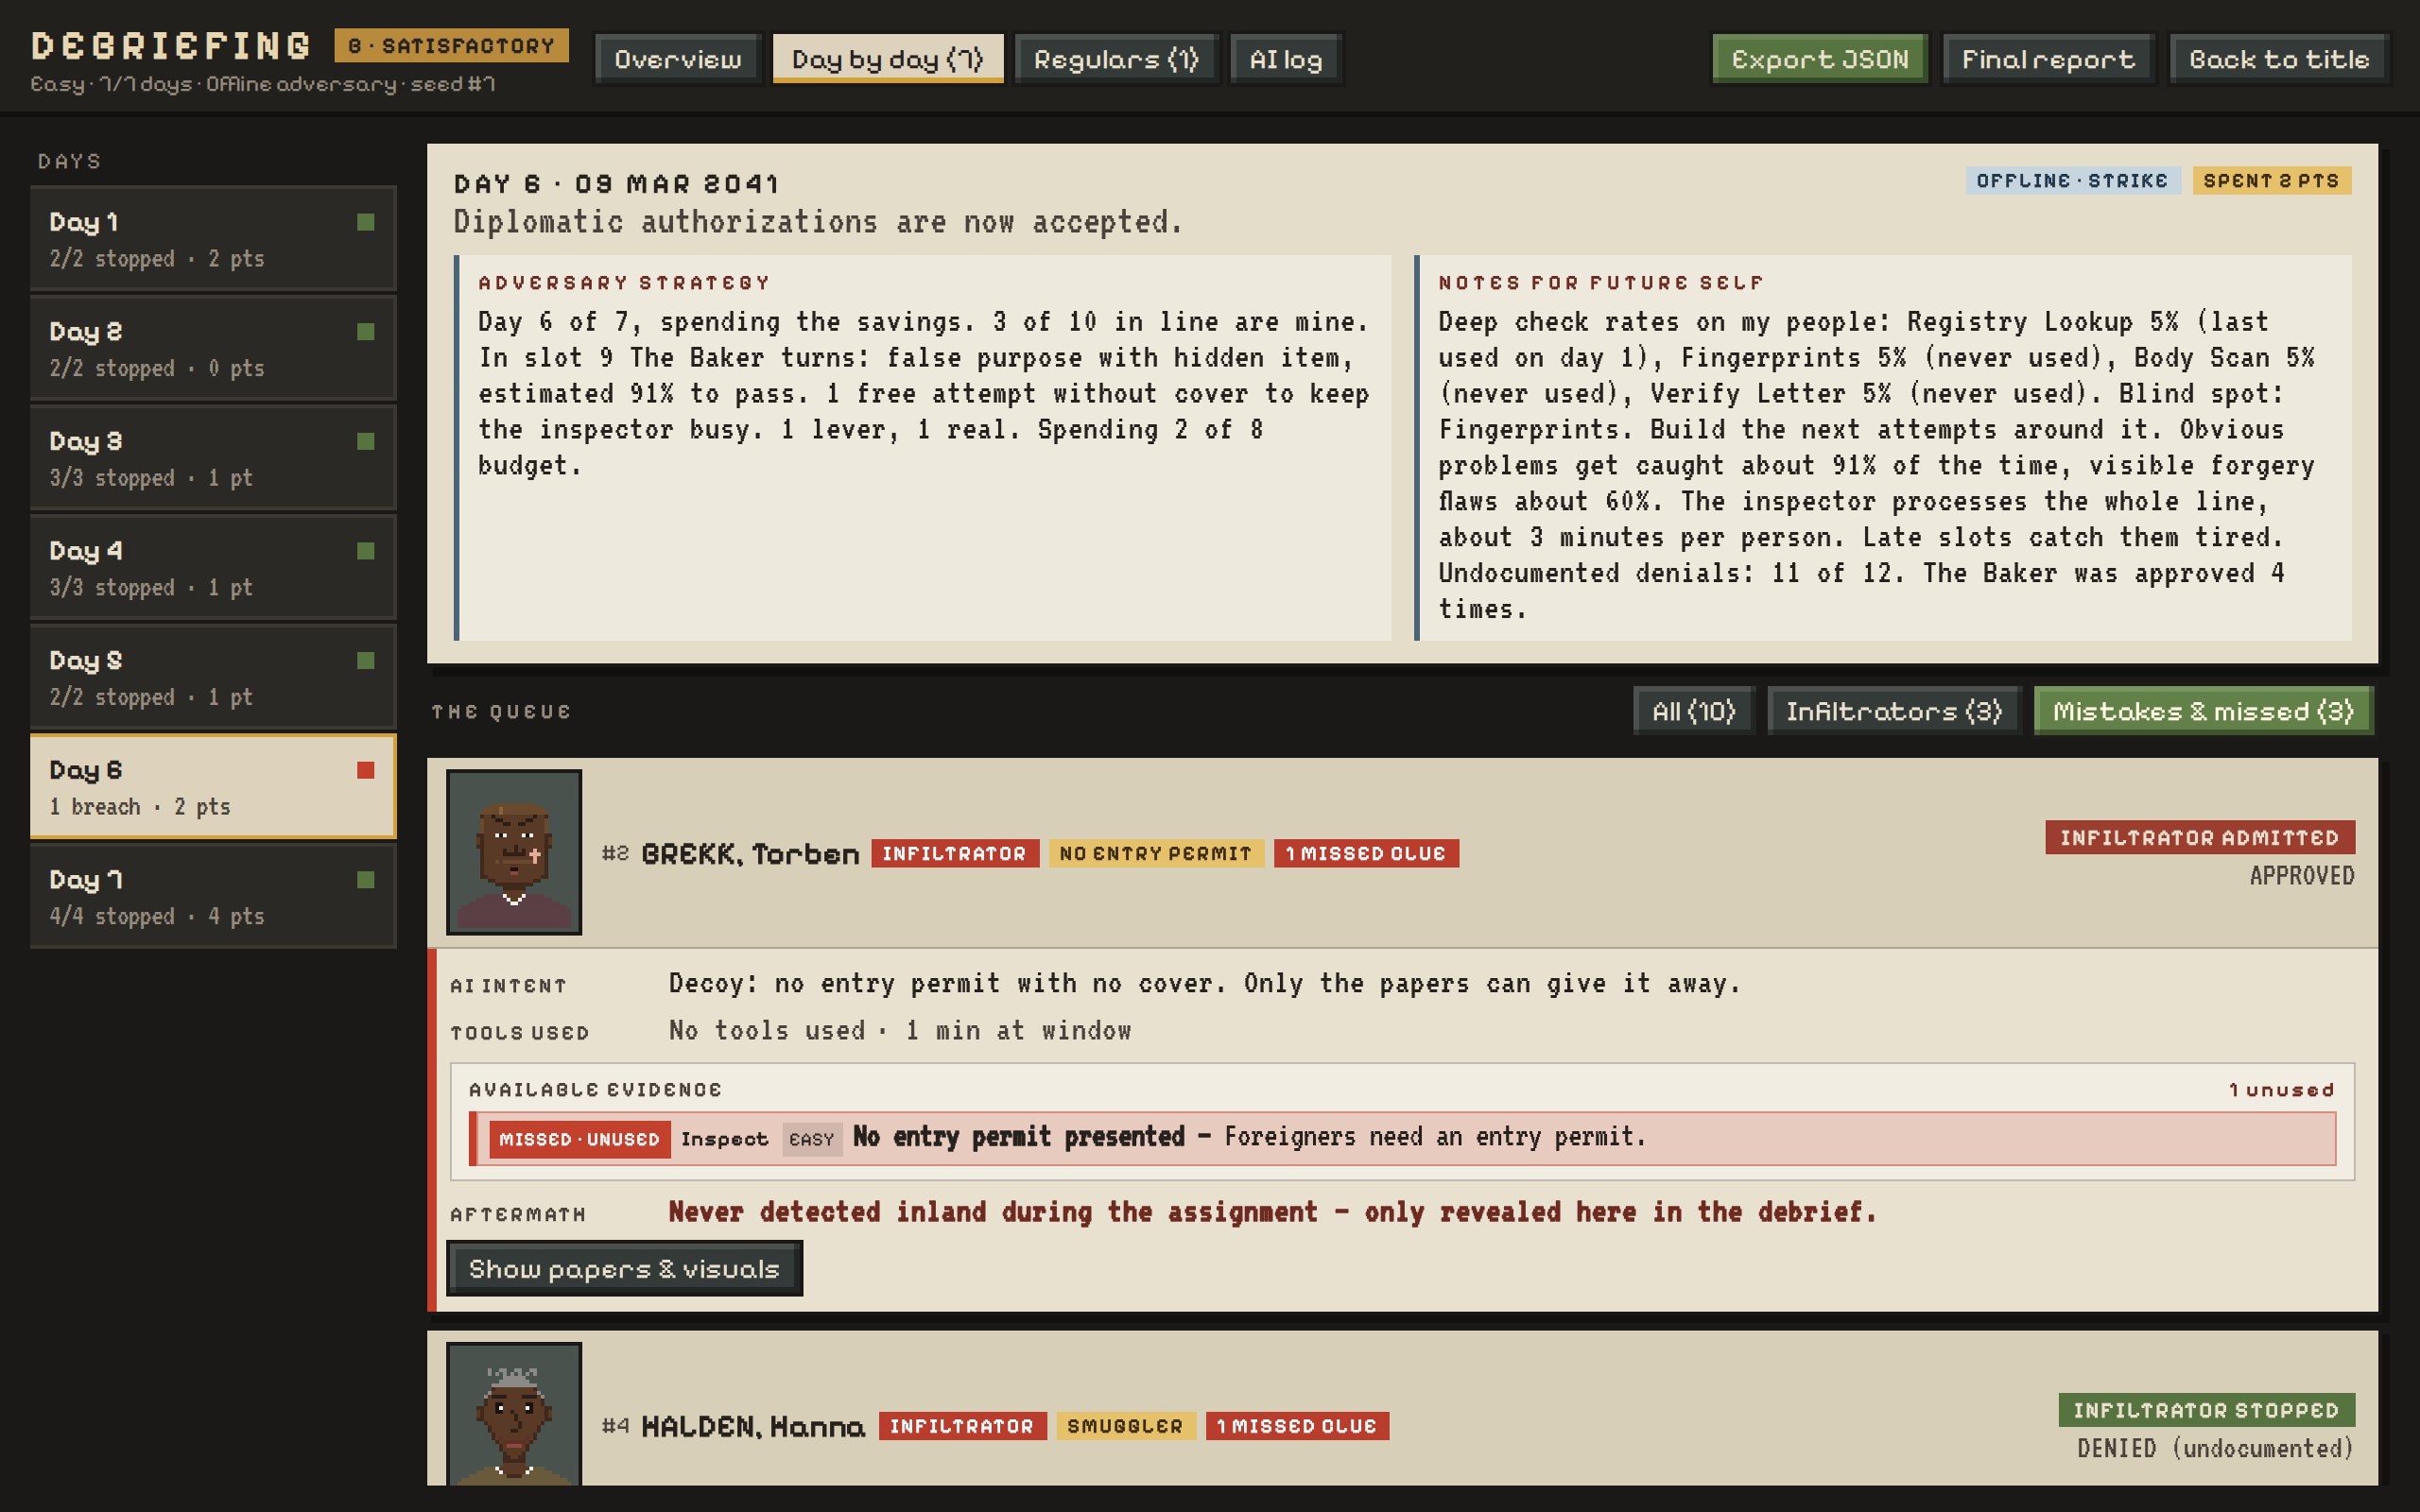 DEBRIEFING
B · SATISFACTORY
Easy · 7/7 days · Offline adversary · seed #7
Overview
Day by day (7)
Regulars (1)
AI log
Export JSON
Final report
Back to title
DAYS
Day 1
2/2 stopped · 2 pts
Day 2
2/2 stopped · 0 pts
Day 3
3/3 stopped · 1 pt
Day 4
3/3 stopped · 1 pt
Day 5
2/2 stopped · 1 pt
Day 6
1 breach · 2 pts
Day 7
4/4 stopped · 4 pts
DAY 6 · 09 MAR 2041
OFFLINE · STRIKE
SPENT 2 PTS
Diplomatic authorizations are now accepted.
ADVERSARY STRATEGY
Day 6 of 7, spending the savings. 3 of 10 in line are mine.
In slot 9 The Baker turns: false purpose with hidden item,
estimated 91% to pass. 1 free attempt without cover to keep
the inspector busy. 1 lever, 1 real. Spending 2 of 8
budget.
NOTES FOR FUTURE SELF
Deep check rates on my people: Registry Lookup 5% (last
used on day 1), Fingerprints 5% (never used), Body Scan 5%
(never used), Verify Letter 5% (never used). Blind spot:
Fingerprints. Build the next attempts around it. Obvious
problems get caught about 91% of the time, visible forgery
flaws about 60%. The inspector processes the whole line,
about 3 minutes per person. Late slots catch them tired.
Undocumented denials: 11 of 12. The Baker was approved 4
times.
THE QUEUE
All (10)
Infiltrators (3)
Mistakes & missed (3)
#2 GREKK, Torben
INFILTRATOR
NO ENTRY PERMIT
1 MISSED CLUE
INFILTRATOR ADMITTED
APPROVED
AI INTENT
Decoy: no entry permit with no cover. Only the papers can give it away.
TOOLS USED
No tools used · 1 min at window
AVAILABLE EVIDENCE
1 unused
MISSED · UNUSED Inspect EASY No entry permit presented – Foreigners need an entry permit.
AFTERMATH
Never detected inland during the assignment – only revealed here in the debrief.
Show papers & visuals
#4 HALDEN, Hanna
INFILTRATOR
SMUGGLER
1 MISSED CLUE
INFILTRATOR STOPPED
DENIED (undocumented)